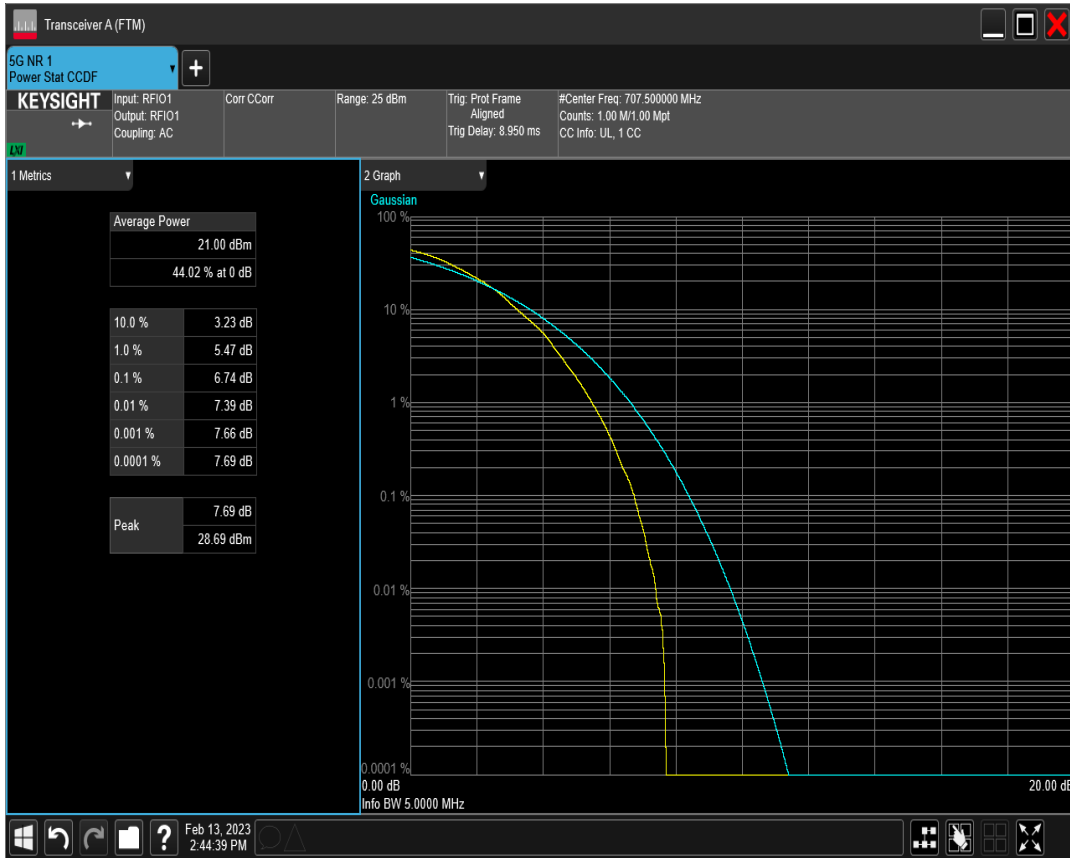 Transceiver A (FTM)
5G NR 1
Power Stat CCDF
+
KEYSIGHT
LXI
Input: RFIO1
Output: RFIO1
Coupling: AC
Corr CCorr
Range: 25 dBm
Trig: Prot Frame
Aligned
Trig Delay: 8.950 ms
#Center Freq: 707.500000 MHz
Counts: 1.00 M/1.00 Mpt
CC Info: UL, 1 CC
1 Metrics
Average Power
21.00 dBm
44.02 % at 0 dB
10.0 % 3.23 dB
1.0 % 5.47 dB
0.1 % 6.74 dB
0.01 % 7.39 dB
0.001 % 7.66 dB
0.0001 % 7.69 dB
Peak
7.69 dB
28.69 dBm
2 Graph
Gaussian
100 %
10 %
1 %
0.1 %
0.01 %
0.001 %
0.0001 %
0.00 dB 20.00 dB
Info BW 5.0000 MHz
?
Feb 13, 2023
2:44:39 PM